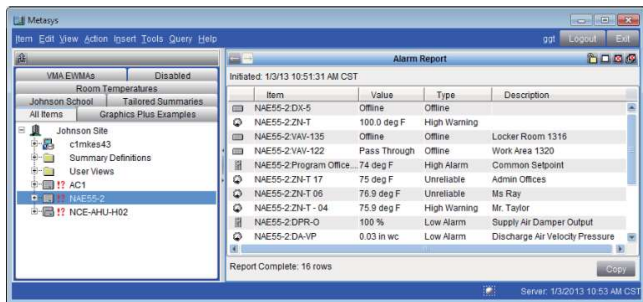 Metasys
Item Edit View Action Insert Tools Query Help
ggt Logout Exit
VMA EWMAs Disabled
Room Temperatures
Johnson School Tailored Summaries
All Items Graphics Plus Examples
Johnson Site
c1mkes43
Summary Definitions
User Views
!? AC1
!? NAE55-2
!? NCE-AHU-H02
Alarm Report
Initiated: 1/3/13 10:51:31 AM CST
Item Value Type Description
NAE55-2:DX-5 Offline Offline
NAE55-2:ZN-T 100.0 deg F High Warning
NAE55-2:VAV-135 Offline Offline Locker Room 1316
NAE55-2:VAV-122 Pass Through Offline Work Area 1320
NAE55-2:Program Office... 74 deg F High Alarm Common Setpoint
NAE55-2:ZN-T 17 75 deg F Unreliable Admin Offices
NAE55-2:ZN-T 06 76.9 deg F Unreliable Ms Ray
NAE55-2:ZN-T - 04 75.9 deg F High Warning Mr. Taylor
NAE55-2:DPR-O 100 % Low Alarm Supply Air Damper Output
NAE55-2:DA-VP 0.03 in wc Low Alarm Discharge Air Velocity Pressure
Report Complete: 16 rows
Copy
Server: 1/3/2013 10:53 AM CST